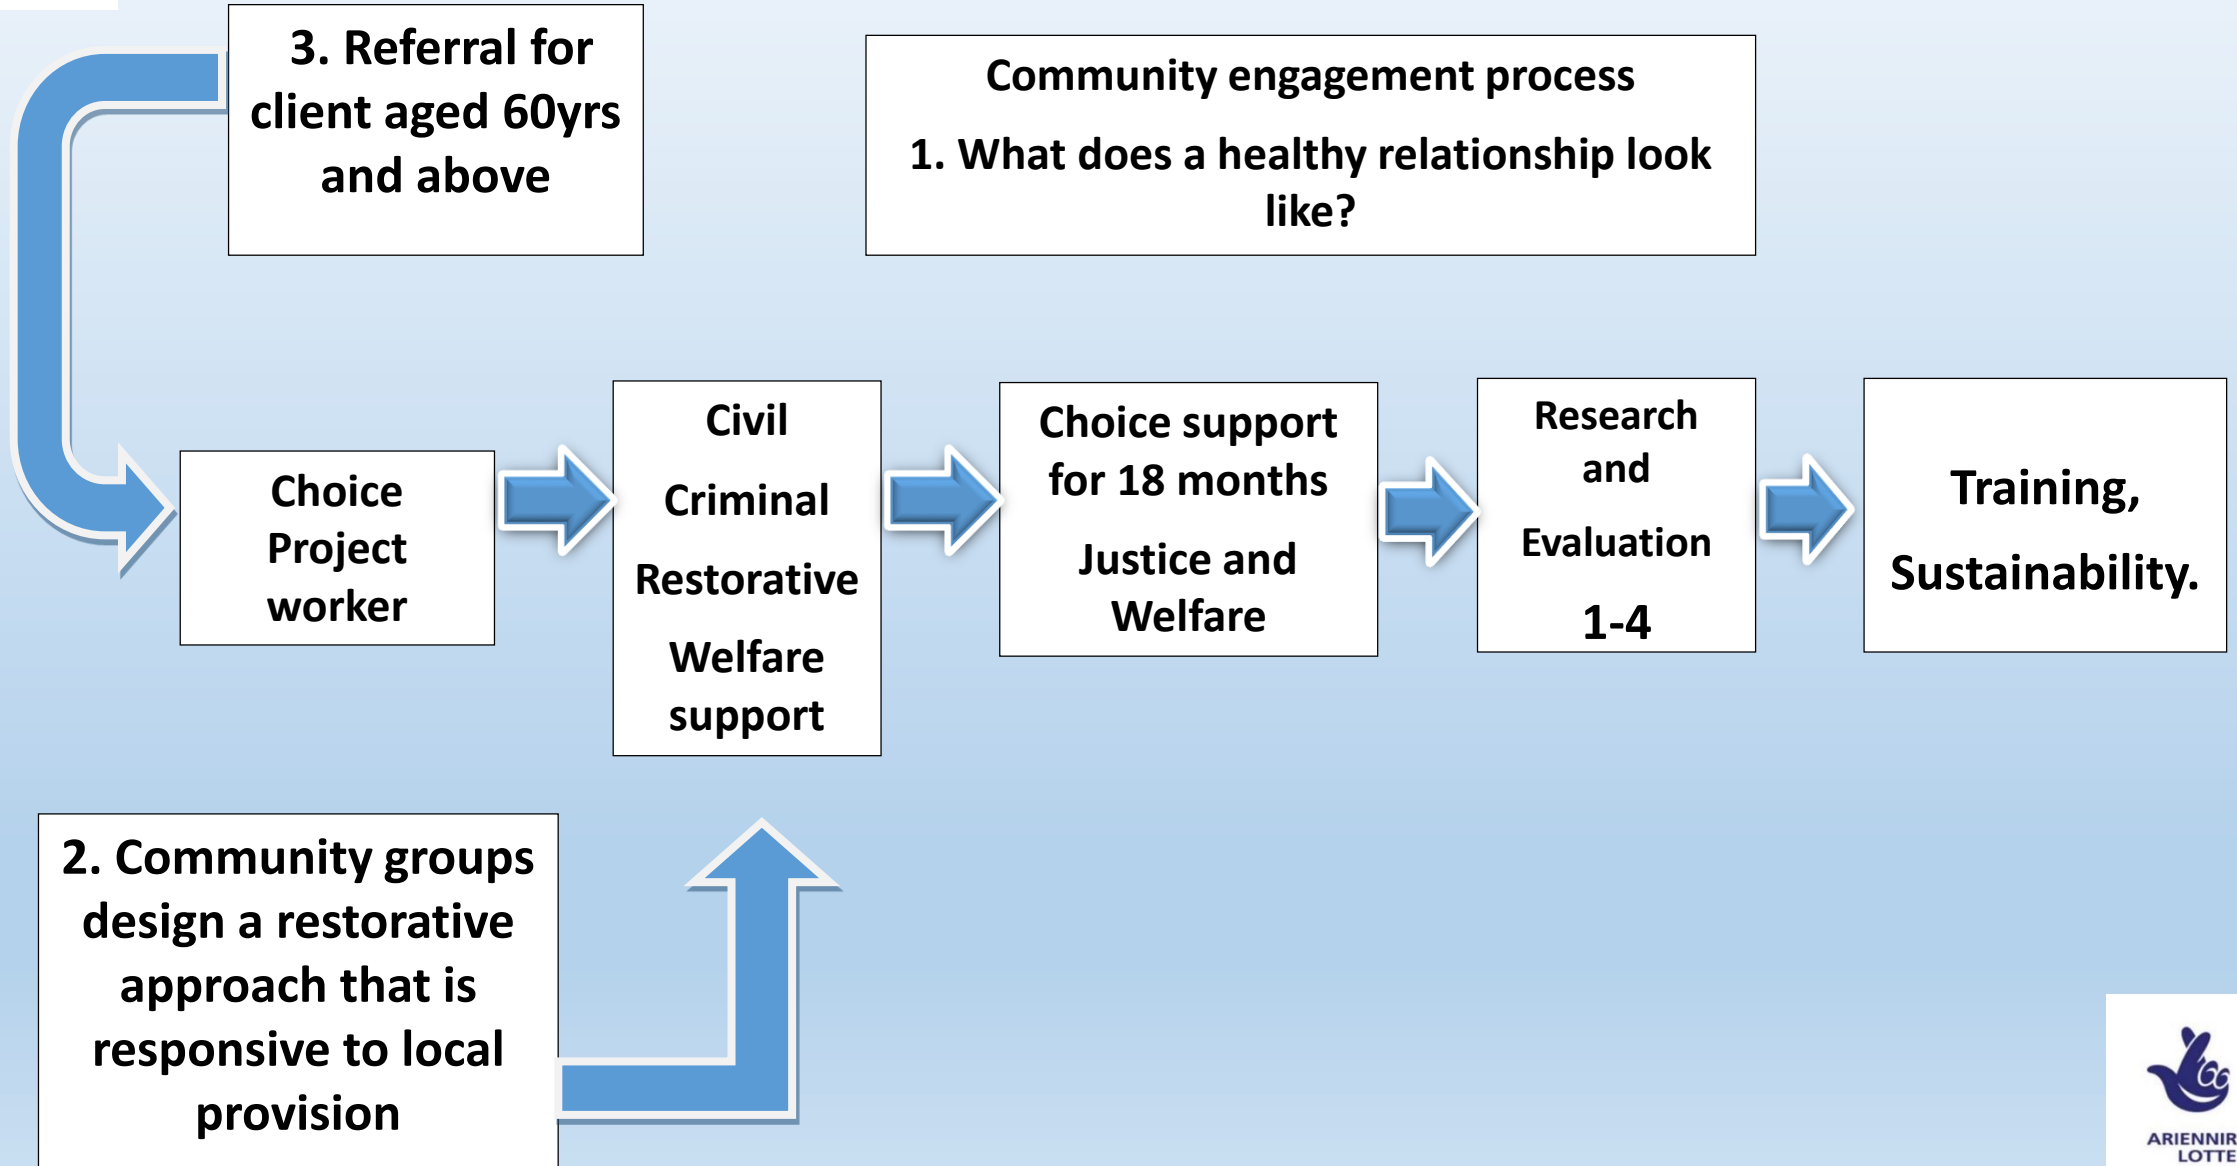 3. Referral for
client aged 60yrs
and above
Community engagement process
1. What does a healthy relationship look
like?
Choice
Project
worker
Civil
Criminal
Restorative
Welfare
support
Choice support
for 18 months
Justice and
Welfare
Research
and
Evaluation
1-4
Training,
Sustainability.
2. Community groups
design a restorative
approach that is
responsive to local
provision
ARIENNIR
LOTTE